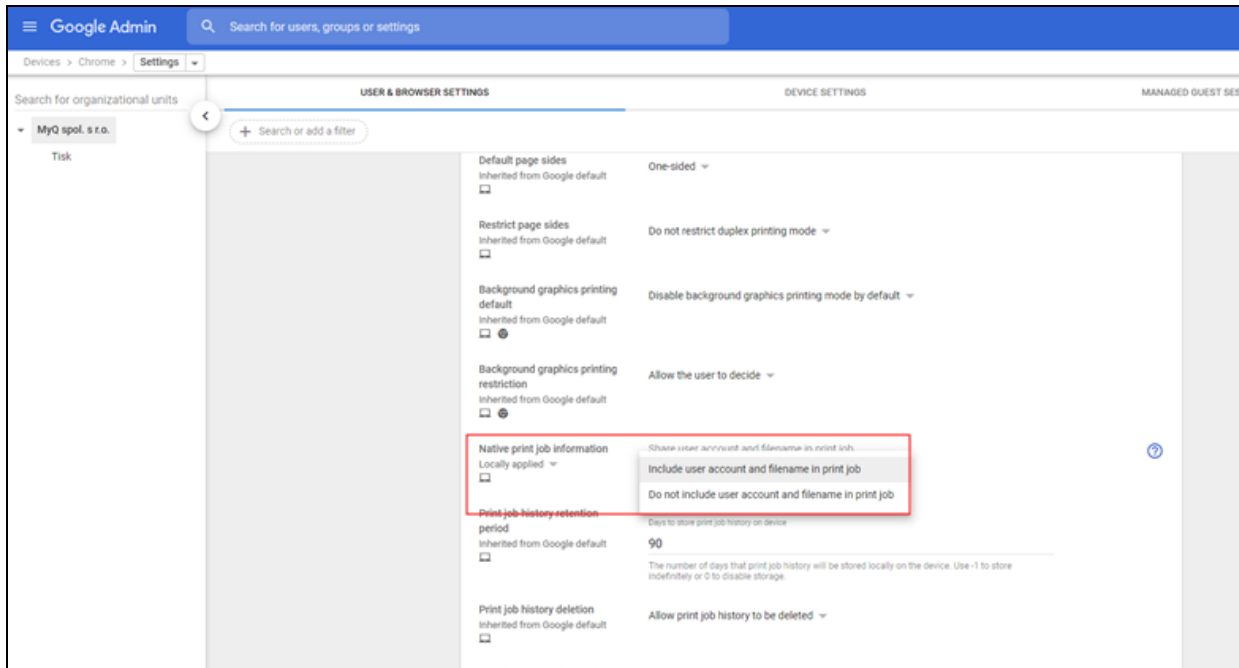 Google Admin
Search for users, groups or settings
Devices > Chrome > Settings
Search for organizational units
MyQ spol. s r.o.
Tisk
USER & BROWSER SETTINGS
DEVICE SETTINGS
MANAGED GUEST SES
+ Search or add a filter
Default page sides
Inherited from Google default
One-sided
Restrict page sides
Inherited from Google default
Do not restrict duplex printing mode
Background graphics printing
default
Inherited from Google default
Disable background graphics printing mode by default
Background graphics printing
restriction
Inherited from Google default
Allow the user to decide
Native print job information
Locally applied
Share user account and filename in print job
Include user account and filename in print job
Do not include user account and filename in print job
Print job history retention
period
Inherited from Google default
Days to store print job history on device
90
The number of days that print job history will be stored locally on the device. Use -1 to store
indefinitely or 0 to disable storage.
Print job history deletion
Inherited from Google default
Allow print job history to be deleted